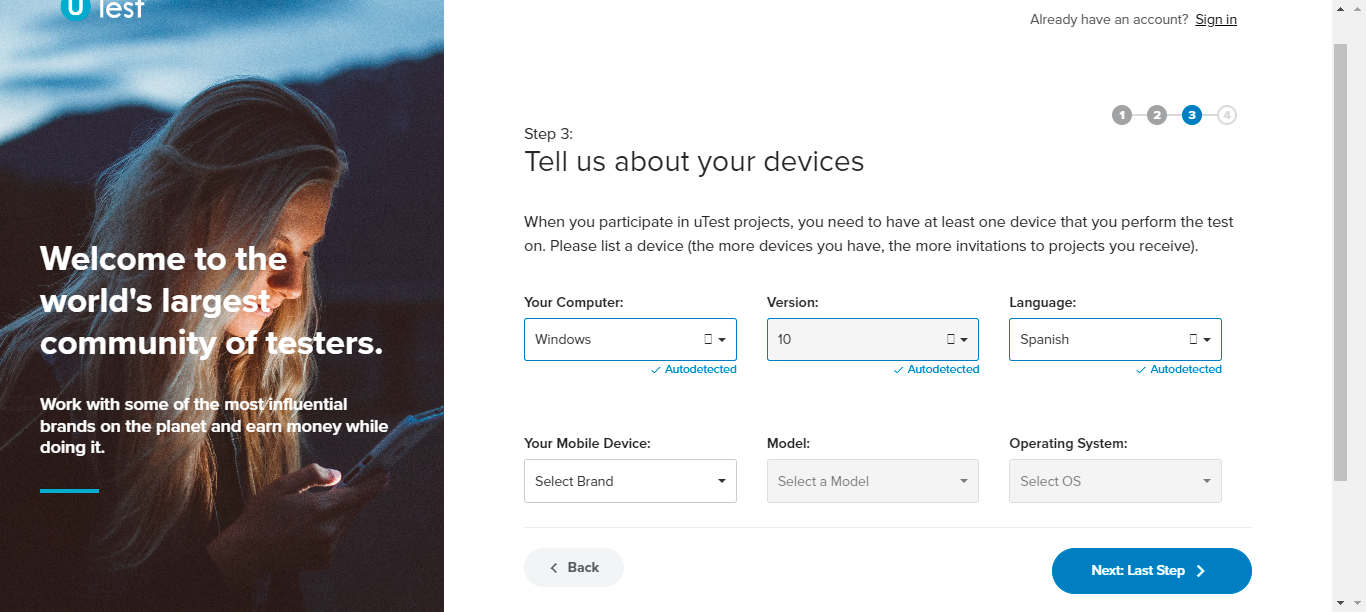 uTest
Already have an account? Sign in
1 2 3 4
Step 3:
Tell us about your devices
When you participate in uTest projects, you need to have at least one device that you perform the test
on. Please list a device (the more devices you have, the more invitations to projects you receive).
Welcome to the
world's largest
community of testers.
Work with some of the most influential
brands on the planet and earn money while
doing it.
Your Computer: Version: Language:
Windows 10 Spanish
Autodetected Autodetected Autodetected
Your Mobile Device: Model: Operating System:
Select Brand Select a Model Select OS
Back Next: Last Step